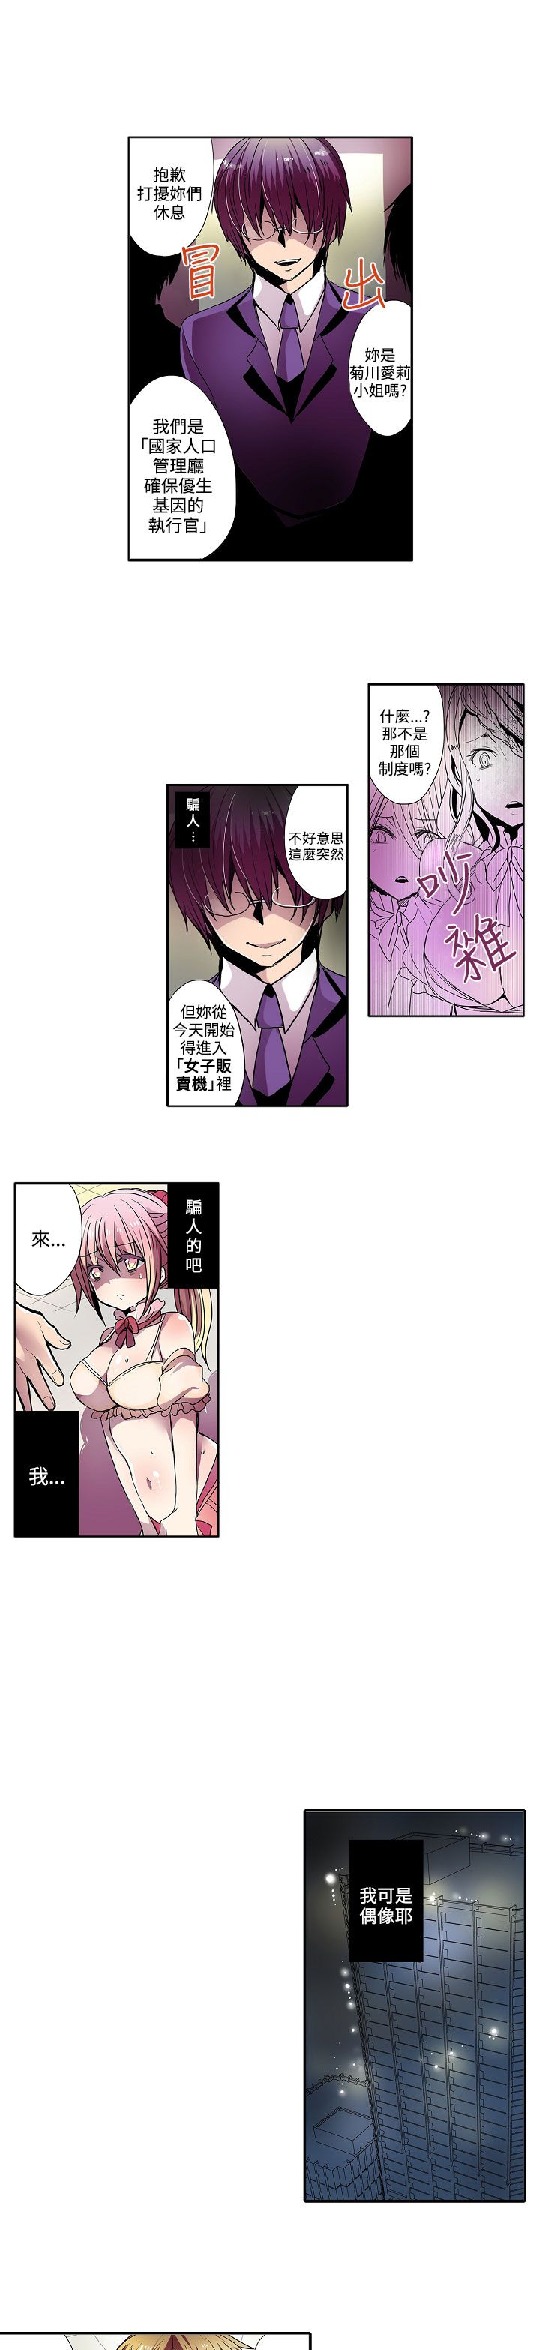 抱歉
打擾妳們
休息
冒出
妳是
菊川愛莉
小姐嗎?
我們是
「國家人口
管理廳
確保優生
基因的
執行官」
什麼...?
那不是
那個
制度嗎?
吵
雜
不好意思
這麼突然
騙人…
但妳從
今天開始
得進入
「女子販
賣機」裡
騙人的吧
來...
我...
我可是
偶像耶